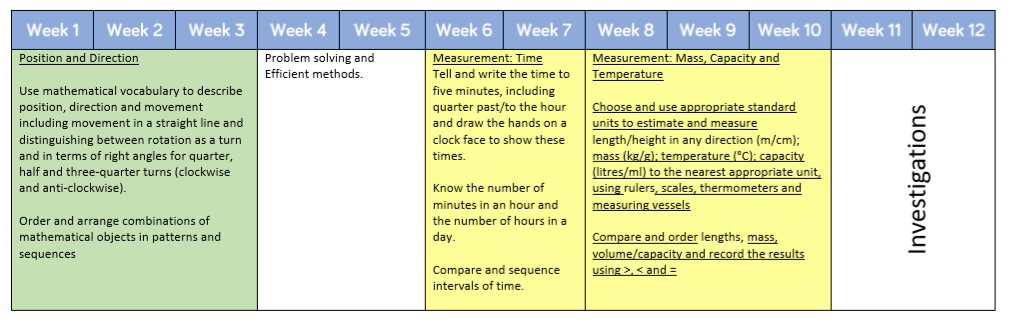 Week 1 Week 2 Week 3 Week 4 Week 5 Week 6 Week 7 Week 8 Week 9 Week 10 Week 11 Week 12
Position and Direction
Use mathematical vocabulary to describe
position, direction and movement
including movement in a straight line and
distinguishing between rotation as a turn
and in terms of right angles for quarter,
half and three-quarter turns (clockwise
and anti-clockwise).
Order and arrange combinations of
mathematical objects in patterns and
sequences
Problem solving and
Efficient methods.
Measurement: Time
Tell and write the time to
five minutes, including
quarter past/to the hour
and draw the hands on a
clock face to show these
times.
Know the number of
minutes in an hour and
the number of hours in a
day.
Compare and sequence
intervals of time.
Measurement: Mass, Capacity and
Temperature
Choose and use appropriate standard
units to estimate and measure
length/height in any direction (m/cm);
mass (kg/g); temperature (°C); capacity
(litres/ml) to the nearest appropriate unit,
using rulers, scales, thermometers and
measuring vessels
Compare and order lengths, mass,
volume/capacity and record the results
using >, < and =
Investigations